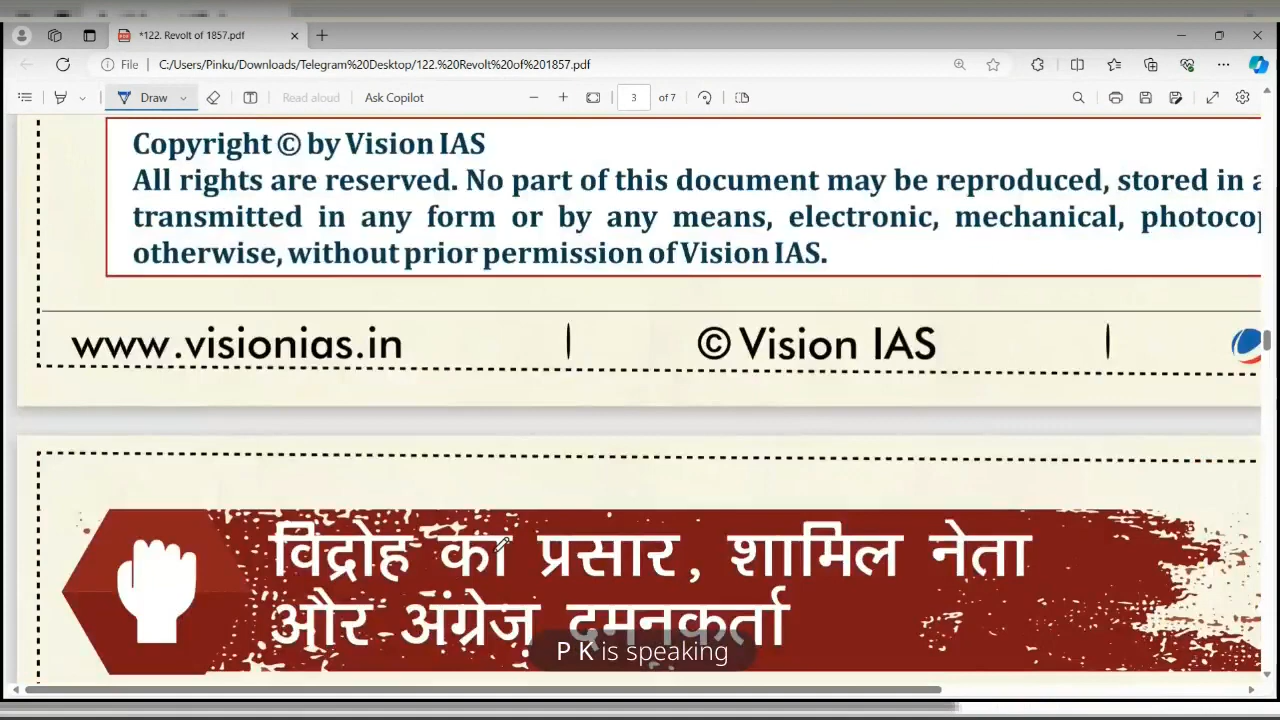 *122. Revolt of 1857.pdf
File C:/Users/Pinku/Downloads/Telegram%20Desktop/122.%20Revolt%20of%201857.pdf
Draw Read aloud Ask Copilot 3 of 7
Copyright © by Vision IAS
All rights are reserved. No part of this document may be reproduced, stored in a
transmitted in any form or by any means, electronic, mechanical, photocop
otherwise, without prior permission of Vision IAS.
www.visionias.in | © Vision IAS |
विद्रोह का प्रसार, शामिल नेता
और अंग्रेज दमनकर्ता
P K is speaking